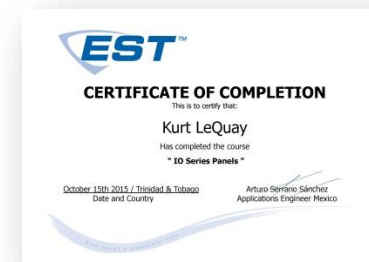 EST™
CERTIFICATE OF COMPLETION
This is to certify that:
Kurt LeQuay
Has completed the course
" IO Series Panels "
October 15th 2015 / Trinidad & Tobago
Date and Country
Arturo Serrano Sánchez
Applications Engineer Mexico